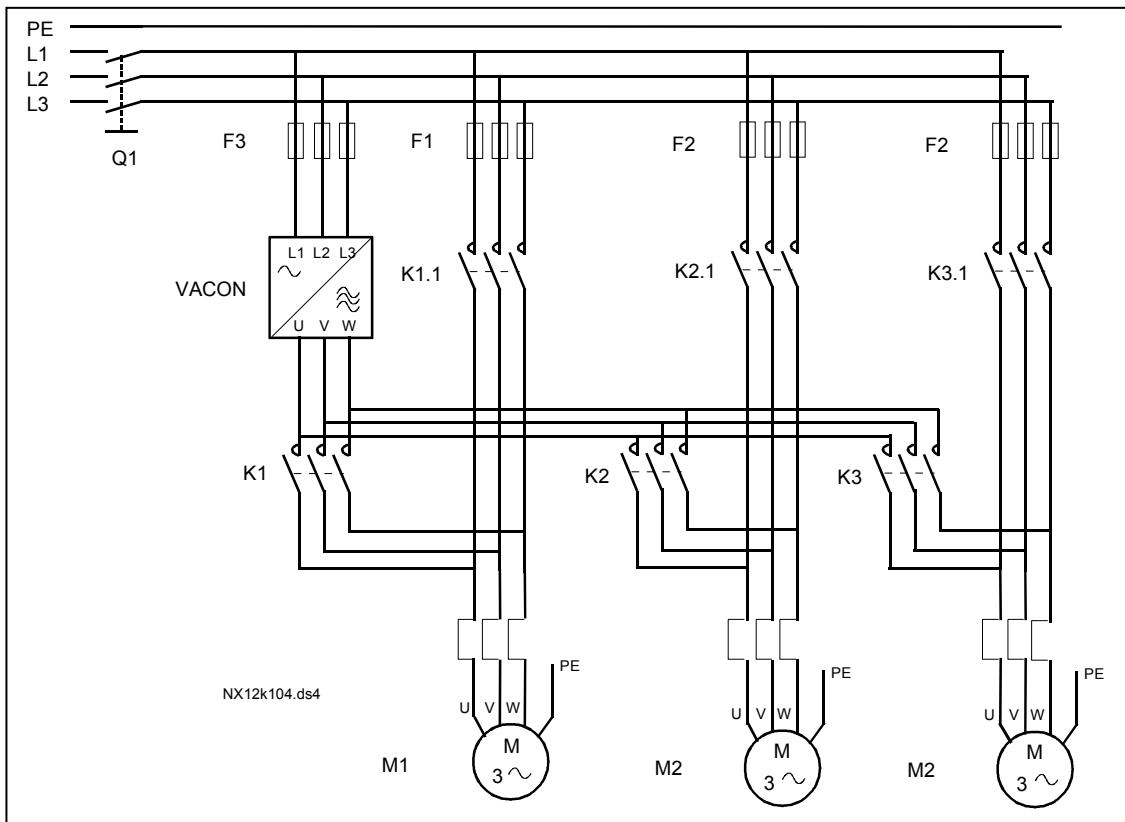 PE
L1
L2
L3
Q1
F3
F1
F2
F2
L1 L2 L3
VACON
U V W
K1.1
K2.1
K3.1
K1
K2
K3
NX12k104.ds4
PE
PE
PE
U V W
U V W
U V W
M
3
M
3
M
3
M1
M2
M2